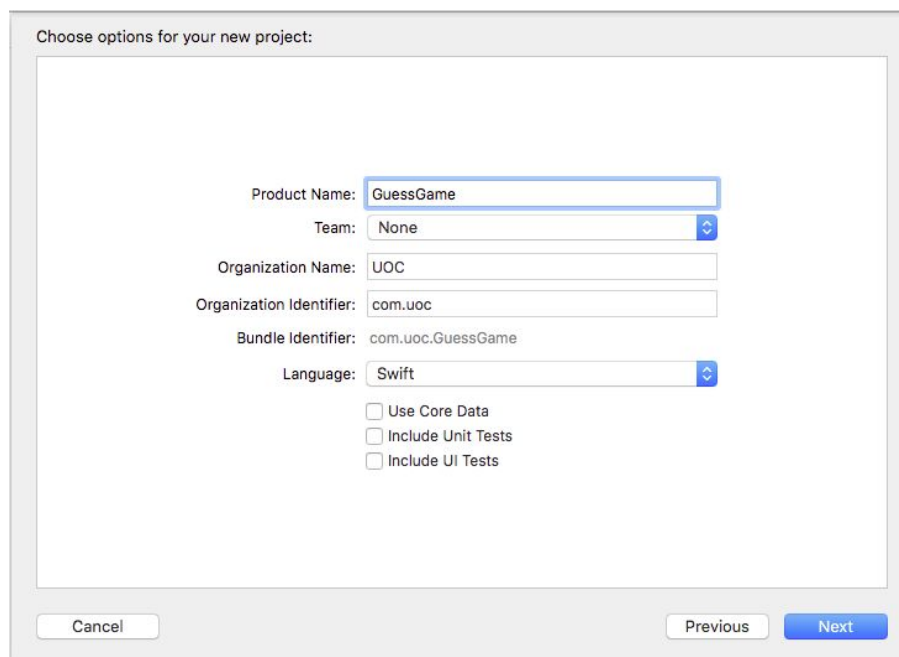 Choose options for your new project:
Product Name: GuessGame
Team: None
Organization Name: UOC
Organization Identifier: com.uoc
Bundle Identifier: com.uoc.GuessGame
Language: Swift
Use Core Data
Include Unit Tests
Include UI Tests
Cancel Previous Next